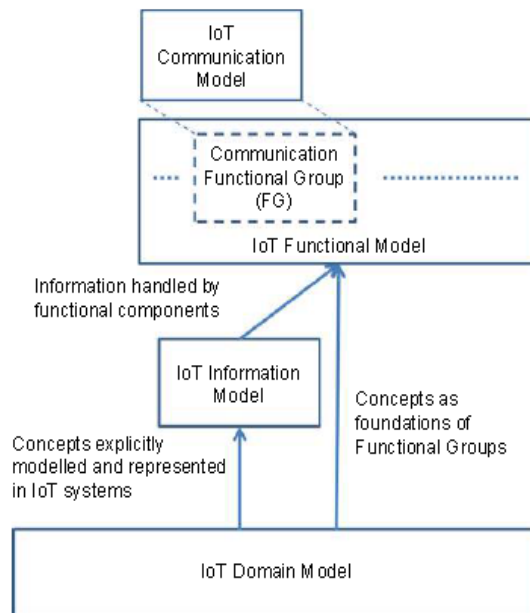 IoT
Communication
Model
Communication
Functional Group
(FG)
IoT Functional Model
Information handled by
functional components
IoT Information
Model
Concepts as
foundations of
Functional Groups
Concepts explicitly
modelled and represented
in IoT systems
IoT Domain Model